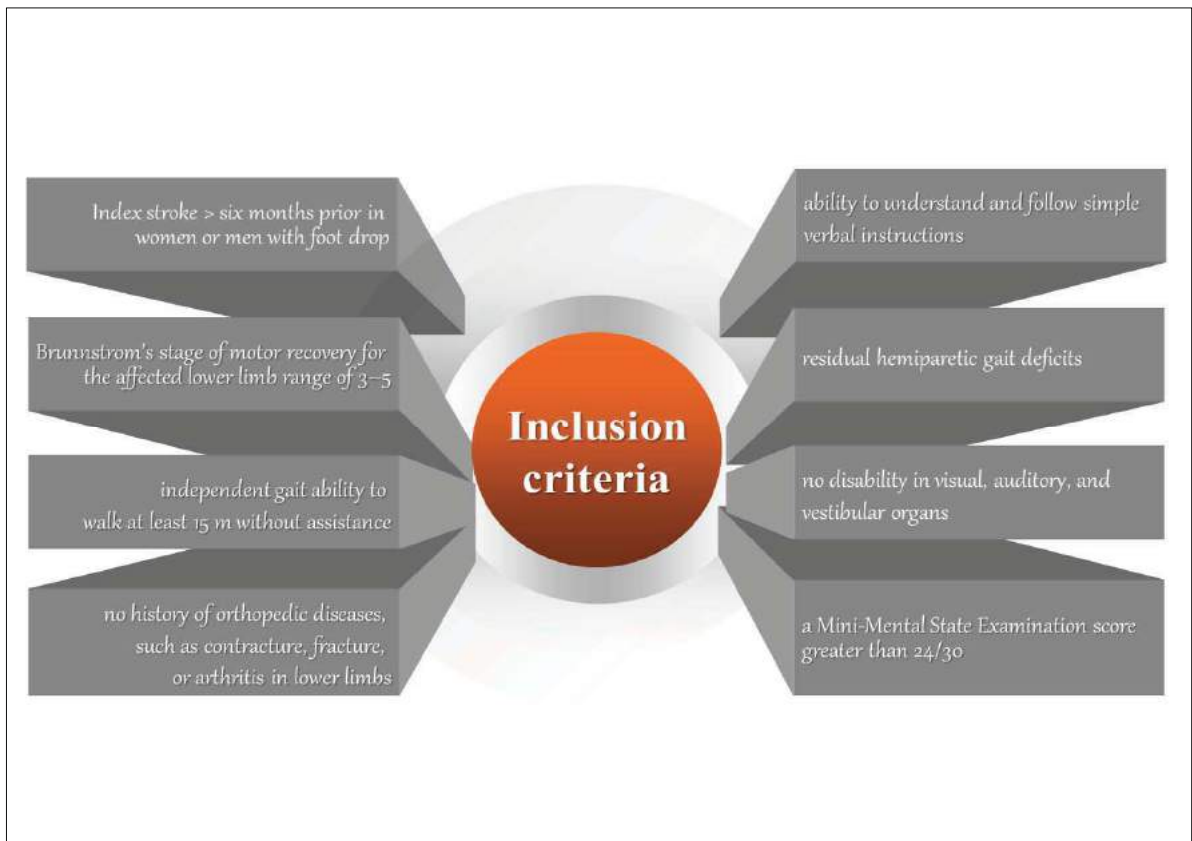 Index stroke > six months prior in
women or men with foot drop
Brunnstrom's stage of motor recovery for
the affected lower limb range of 3–5
independent gait ability to
walk at least 15 m without assistance
no history of orthopedic diseases,
such as contracture, fracture,
or arthritis in lower limbs
Inclusion
criteria
ability to understand and follow simple
verbal instructions
residual hemiparetic gait deficits
no disability in visual, auditory, and
vestibular organs
a Mini-Mental State Examination score
greater than 24/30